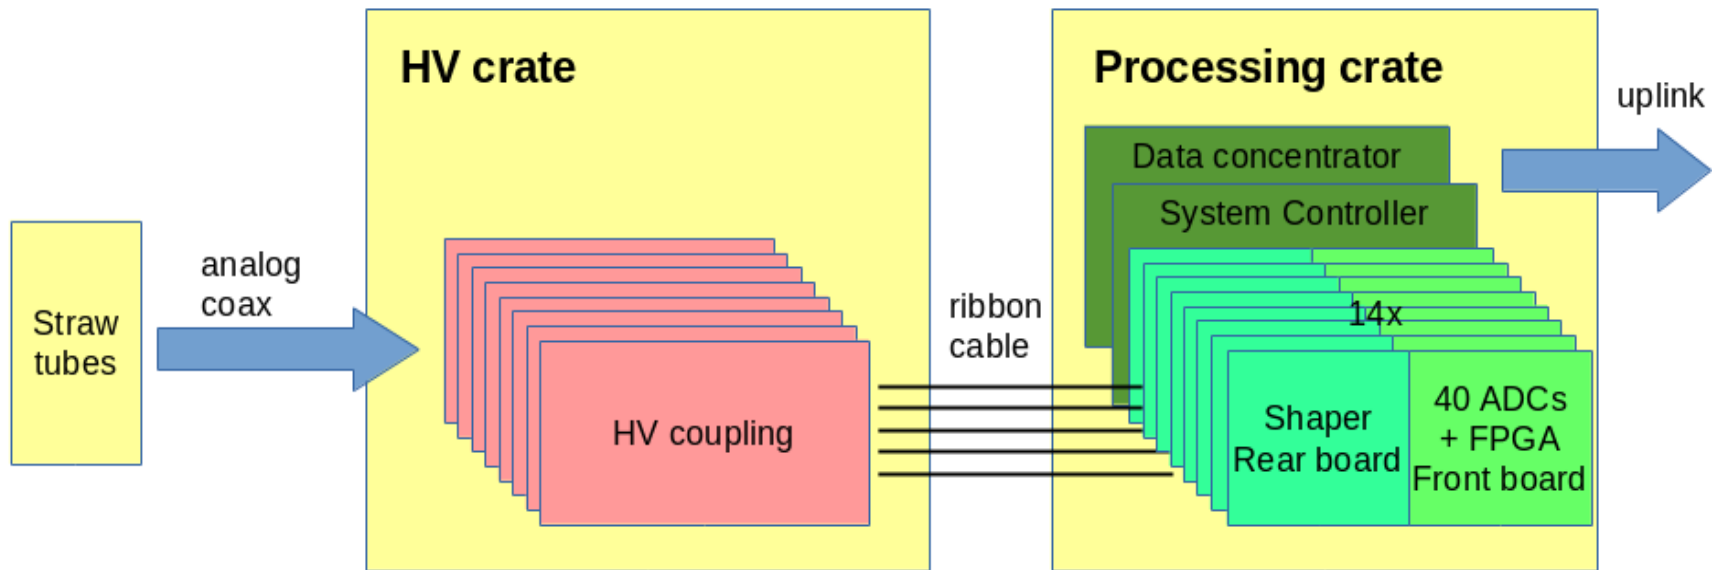 HV crate
Processing crate
uplink
Data concentrator
System Controller
analog
coax
Straw
tubes
ribbon
cable
14x
HV coupling
Shaper
Rear board
40 ADCs
+ FPGA
Front board